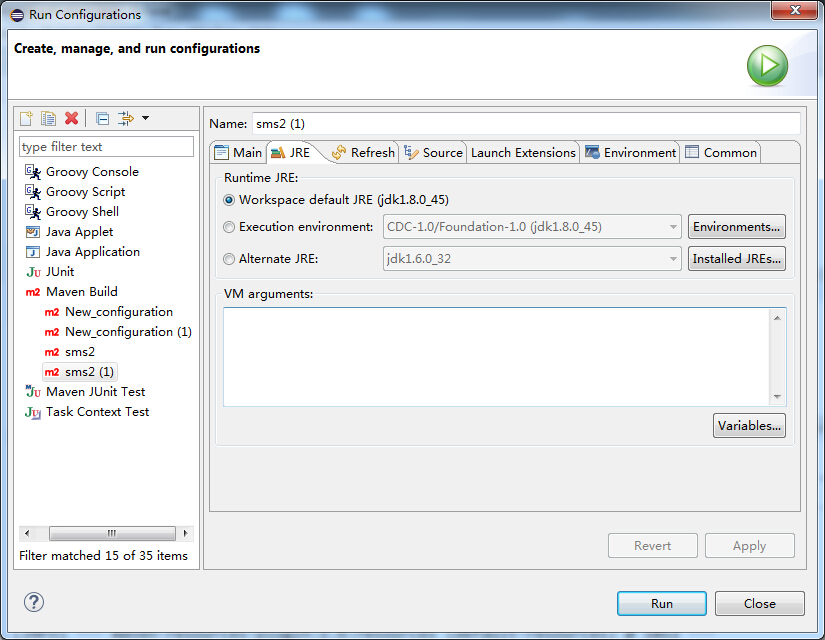 Run Configurations
Create, manage, and run configurations
type filter text
Groovy Console
Groovy Script
Groovy Shell
Java Applet
Java Application
Ju JUnit
m2 Maven Build
m2 New_configuration
m2 New_configuration (1)
m2 sms2
m2 sms2 (1)
Ju Maven JUnit Test
Ju Task Context Test
Filter matched 15 of 35 items
Name: sms2 (1)
Main JRE Refresh Source Launch Extensions Environment Common
Runtime JRE:
Workspace default JRE (jdk1.8.0_45)
Execution environment: CDC-1.0/Foundation-1.0 (jdk1.8.0_45) Environments...
Alternate JRE: jdk1.6.0_32 Installed JREs...
VM arguments:
Variables...
Revert Apply
? Run Close